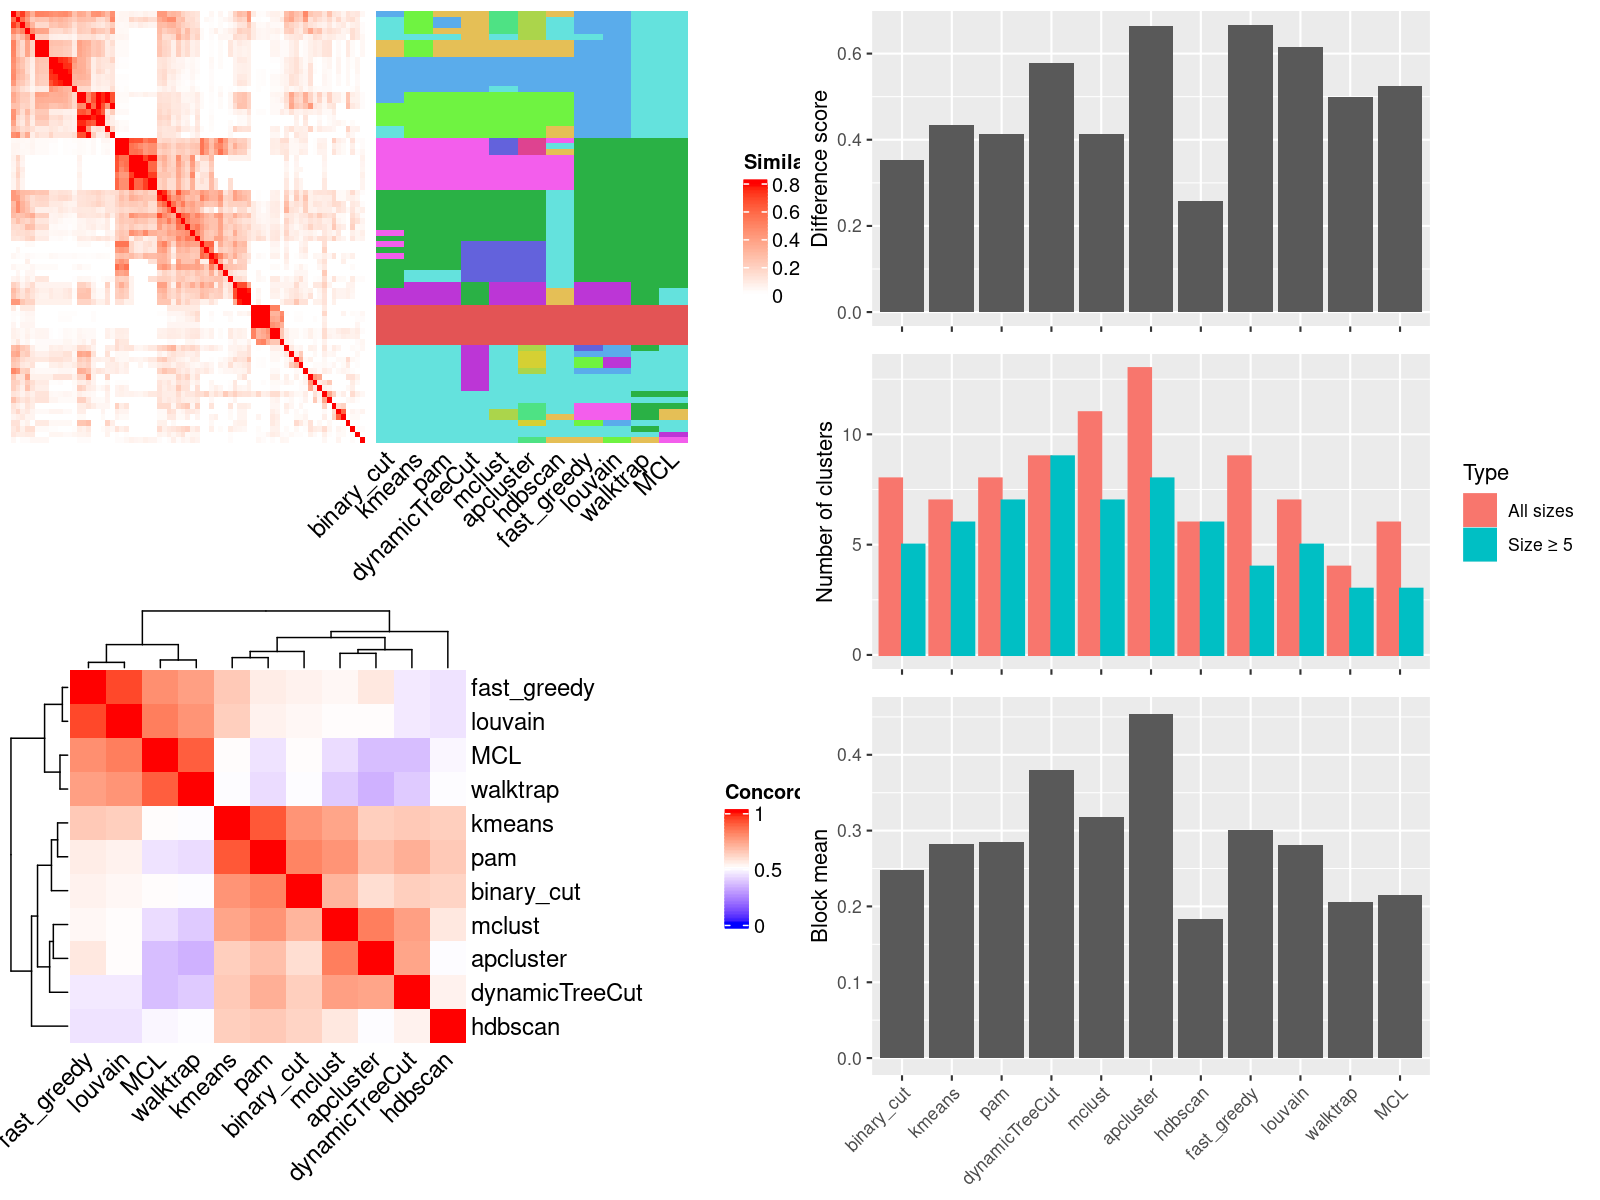 Simila
0.8
0.6
0.4
0.2
0
binary_cut
kmeans
pam
dynamicTreeCut
mclust
apcluster
hdbscan
fast_greedy
louvain
walktrap
MCL
fast_greedy
louvain
MCL
walktrap
kmeans
pam
binary_cut
mclust
apcluster
dynamicTreeCut
hdbscan
fast_greedy
louvain
MCL
walktrap
kmeans
pam
binary_cut
mclust
apcluster
dynamicTreeCut
hdbscan
Concord
1
0.5
0
Difference score
0.6
0.4
0.2
0.0
Number of clusters
10
5
0
Type
All sizes
Size ≥ 5
Block mean
0.4
0.3
0.2
0.1
0.0
binary_cut
kmeans
pam
dynamicTreeCut
mclust
apcluster
hdbscan
fast_greedy
louvain
walktrap
MCL